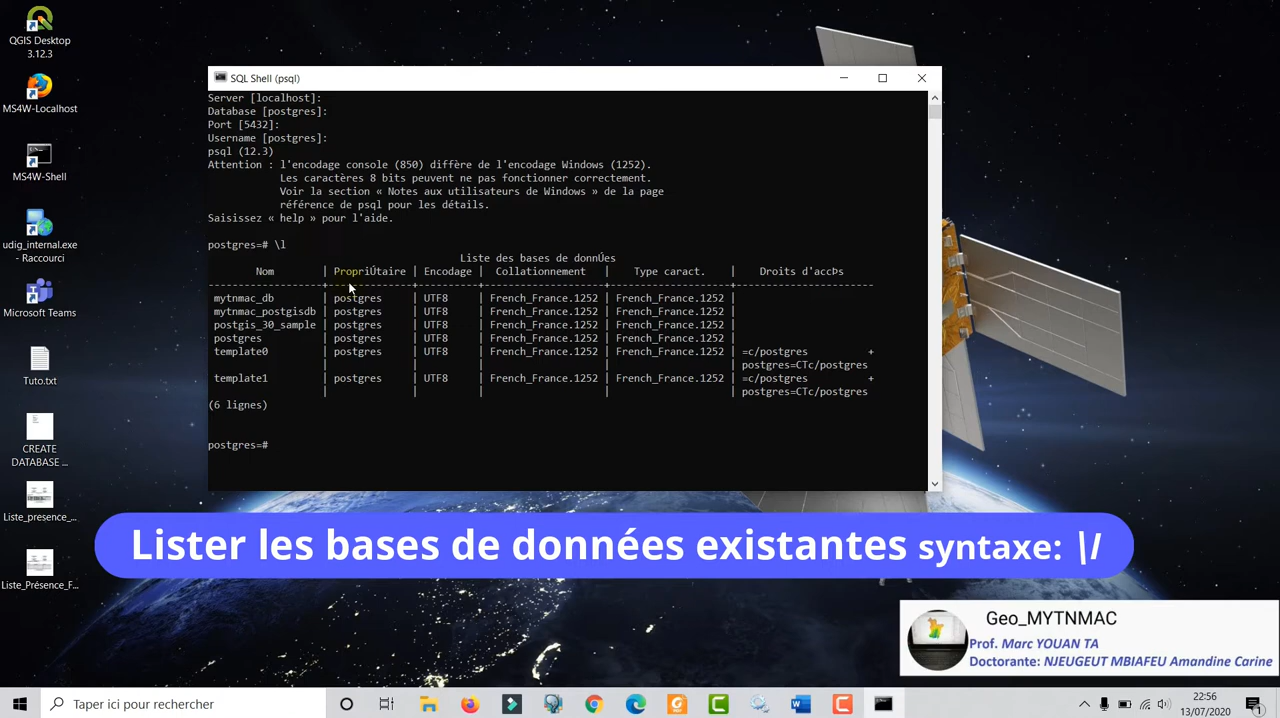 QGIS Desktop
3.12.3
MS4W-Localhost
MS4W-Shell
udig_internal.exe
- Raccourci
Microsoft Teams
Tuto.txt
CREATE
DATABASE ...
Liste_presence_...
Liste_Présence_F...
SQL Shell (psql)
Server [localhost]:
Database [postgres]:
Port [5432]:
Username [postgres]:
psql (12.3)
Attention : l'encodage console (850) diffère de l'encodage Windows (1252).
Les caractères 8 bits peuvent ne pas fonctionner correctement.
Voir la section « Notes aux utilisateurs de Windows » de la page
référence de psql pour les détails.
Saisissez « help » pour l'aide.
postgres=# \l
Liste des bases de donnÚes
Nom | PropriÚtaire | Encodage | Collationnement | Type caract. | Droits d'accÞs
mytnmac_db | postgres | UTF8 | French_France.1252 | French_France.1252 |
mytnmac_postgisdb | postgres | UTF8 | French_France.1252 | French_France.1252 |
postgis_30_sample | postgres | UTF8 | French_France.1252 | French_France.1252 |
postgres | postgres | UTF8 | French_France.1252 | French_France.1252 |
template0 | postgres | UTF8 | French_France.1252 | French_France.1252 | =c/postgres +
| | | | | postgres=CTc/postgres
template1 | postgres | UTF8 | French_France.1252 | French_France.1252 | =c/postgres +
| | | | | postgres=CTc/postgres
(6 lignes)
postgres=#
Lister les bases de données existantes syntaxe: \l
Geo_MYTNMAC
Prof. Marc YOUAN TA
Doctorante: NJEUGEUT MBIAFEU Amandine Carine
Taper ici pour rechercher
22:56
13/07/2020
1